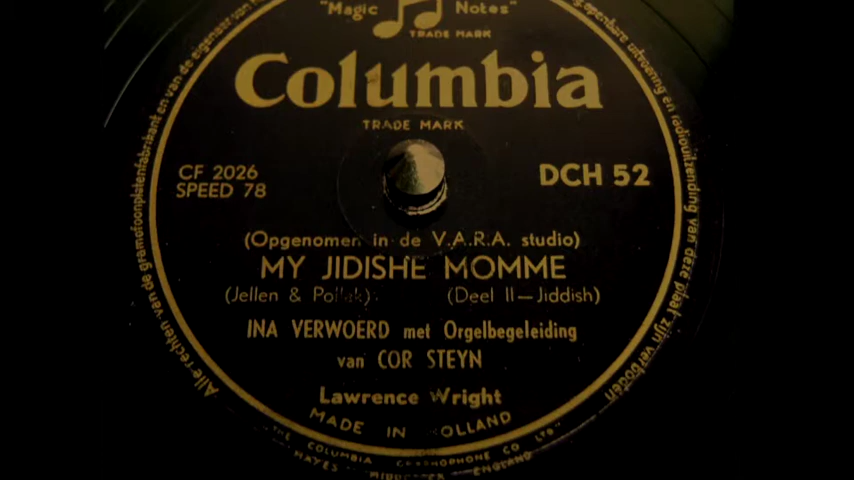 "Magic Notes"
TRADE MARK
Columbia
TRADE MARK
CF 2026
SPEED 78
DCH 52
(Opgenomen in de V.A.R.A. studio)
MY JIDISHE MOMME
(Jellen & Pollak) (Deel II—Jiddish)
INA VERWOERD met Orgelbegeleiding
van COR STEYN
Lawrence Wright
MADE IN HOLLAND
THE COLUMBIA GRAPHOPHONE CO LTD
HAYES MIDDLESEX ENGLAND
Alle rechten van de gramofoonplatenfabrikant en van de eigenaar van
openbare uitvoering en radiouitzending van deze plaat zijn verboden